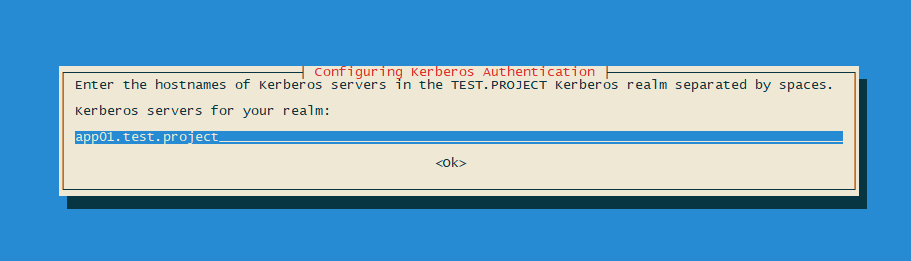 Configuring Kerberos Authentication
Enter the hostnames of Kerberos servers in the TEST.PROJECT Kerberos realm separated by spaces.
Kerberos servers for your realm:
app01.test.project
<Ok>